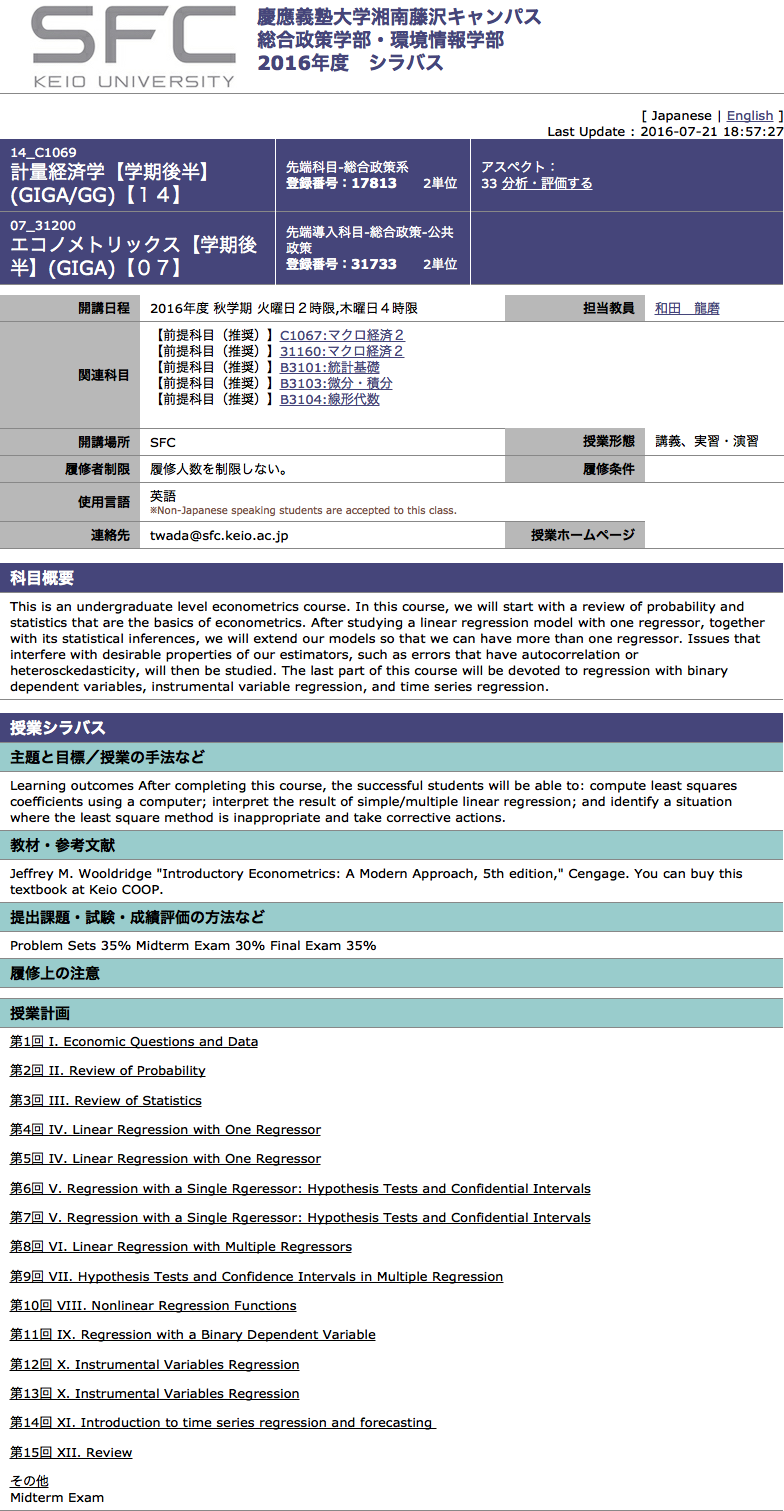 SFC
KEIO UNIVERSITY
慶應義塾大学湘南藤沢キャンパス
総合政策学部・環境情報学部
2016年度　シラバス
[ Japanese | English ]
Last Update : 2016-07-21 18:57:27
14_C1069
計量経済学【学期後半】
(GIGA/GG)【１４】
先端科目-総合政策系
登録番号：17813 2単位
アスペクト：
33 分析・評価する
07_31200
エコノメトリックス【学期後
半】(GIGA)【０７】
先端導入科目-総合政策-公共
政策
登録番号：31733 2単位
開講日程 2016年度 秋学期 火曜日２時限,木曜日４時限 担当教員 和田　龍磨
関連科目
【前提科目（推奨）】C1067:マクロ経済２
【前提科目（推奨）】31160:マクロ経済２
【前提科目（推奨）】B3101:統計基礎
【前提科目（推奨）】B3103:微分・積分
【前提科目（推奨）】B3104:線形代数
開講場所 SFC 授業形態 講義、実習・演習
履修者制限 履修人数を制限しない。 履修条件
使用言語 英語
※Non-Japanese speaking students are accepted to this class.
連絡先 twada@sfc.keio.ac.jp 授業ホームページ
科目概要
This is an undergraduate level econometrics course. In this course, we will start with a review of probability and
statistics that are the basics of econometrics. After studying a linear regression model with one regressor, together
with its statistical inferences, we will extend our models so that we can have more than one regressor. Issues that
interfere with desirable properties of our estimators, such as errors that have autocorrelation or
heterosckedasticity, will then be studied. The last part of this course will be devoted to regression with binary
dependent variables, instrumental variable regression, and time series regression.
授業シラバス
主題と目標／授業の手法など
Learning outcomes After completing this course, the successful students will be able to: compute least squares
coefficients using a computer; interpret the result of simple/multiple linear regression; and identify a situation
where the least square method is inappropriate and take corrective actions.
教材・参考文献
Jeffrey M. Wooldridge "Introductory Econometrics: A Modern Approach, 5th edition," Cengage. You can buy this
textbook at Keio COOP.
提出課題・試験・成績評価の方法など
Problem Sets 35% Midterm Exam 30% Final Exam 35%
履修上の注意
授業計画
第1回 I. Economic Questions and Data
第2回 II. Review of Probability
第3回 III. Review of Statistics
第4回 IV. Linear Regression with One Regressor
第5回 IV. Linear Regression with One Regressor
第6回 V. Regression with a Single Rgeressor: Hypothesis Tests and Confidential Intervals
第7回 V. Regression with a Single Rgeressor: Hypothesis Tests and Confidential Intervals
第8回 VI. Linear Regression with Multiple Regressors
第9回 VII. Hypothesis Tests and Confidence Intervals in Multiple Regression
第10回 VIII. Nonlinear Regression Functions
第11回 IX. Regression with a Binary Dependent Variable
第12回 X. Instrumental Variables Regression
第13回 X. Instrumental Variables Regression
第14回 XI. Introduction to time series regression and forecasting
第15回 XII. Review
その他
Midterm Exam